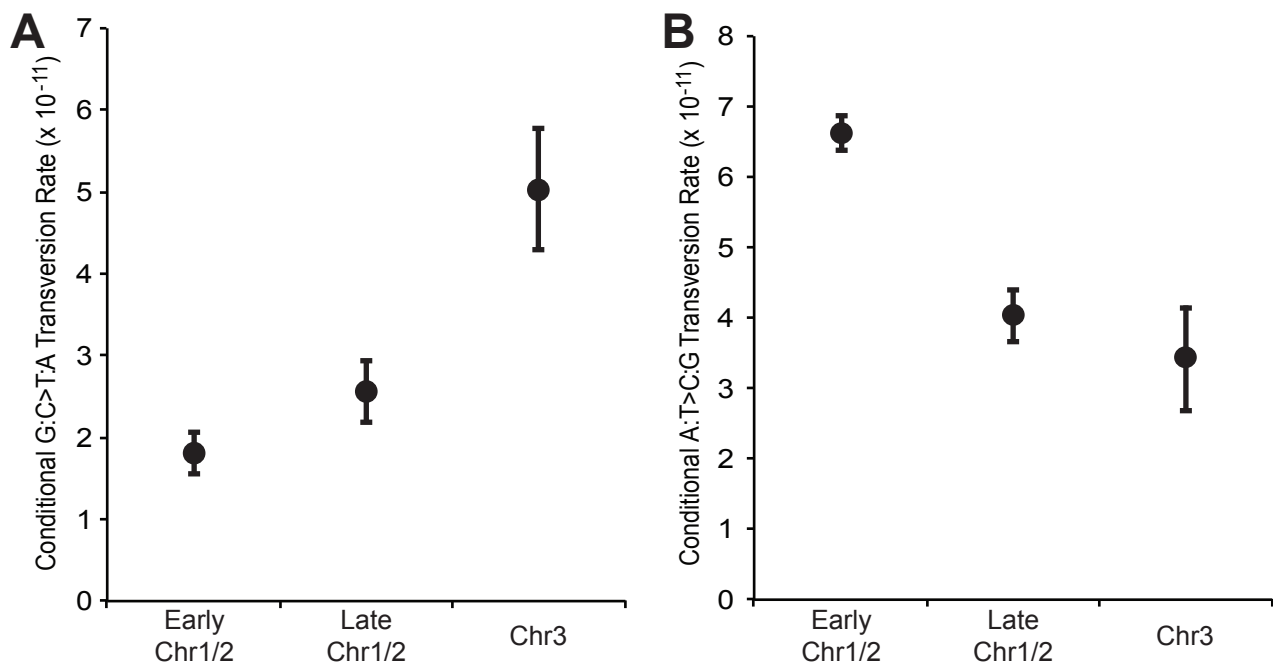 A
Conditional G:C>T:A Transversion Rate (x 10⁻¹¹)
7
6
5
4
3
2
1
0
Early
Chr1/2
Late
Chr1/2
Chr3
B
Conditional A:T>C:G Transversion Rate (x 10⁻¹¹)
8
7
6
5
4
3
2
1
0
Early
Chr1/2
Late
Chr1/2
Chr3